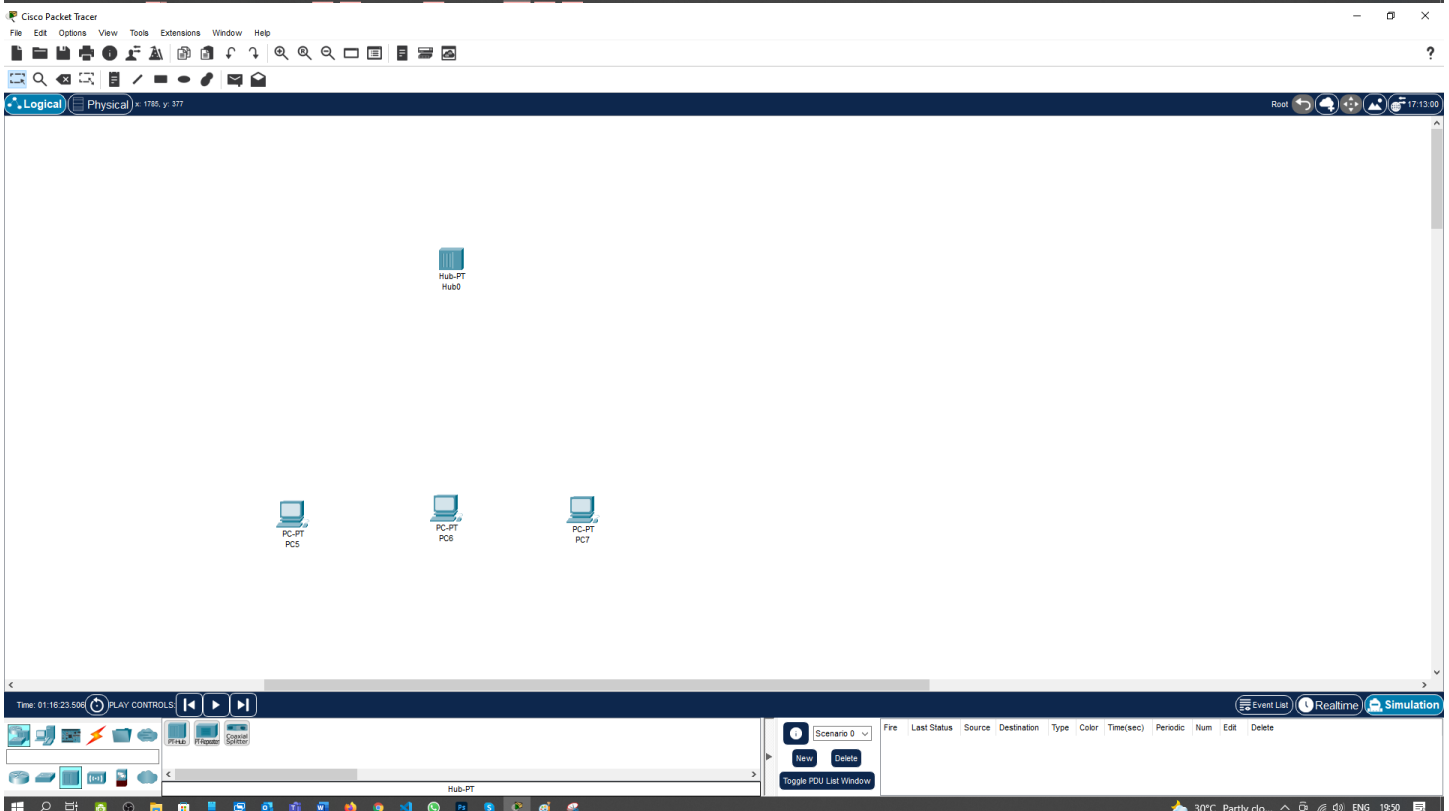 Cisco Packet Tracer
File Edit Options View Tools Extensions Window Help
?
Logical Physical x: 1785, y: 377 Root 17:13:00
Hub-PT
Hub0
PC-PT
PC5
PC-PT
PC6
PC-PT
PC7
Time: 01:16:23.506 PLAY CONTROLS: Event List Realtime Simulation
PT-Hub PT-Repeater Coaxial Splitter
Scenario 0
New Delete
Toggle PDU List Window
Fire Last Status Source Destination Type Color Time(sec) Periodic Num Edit Delete
Hub-PT
30°C Partly clo... ENG 19:50